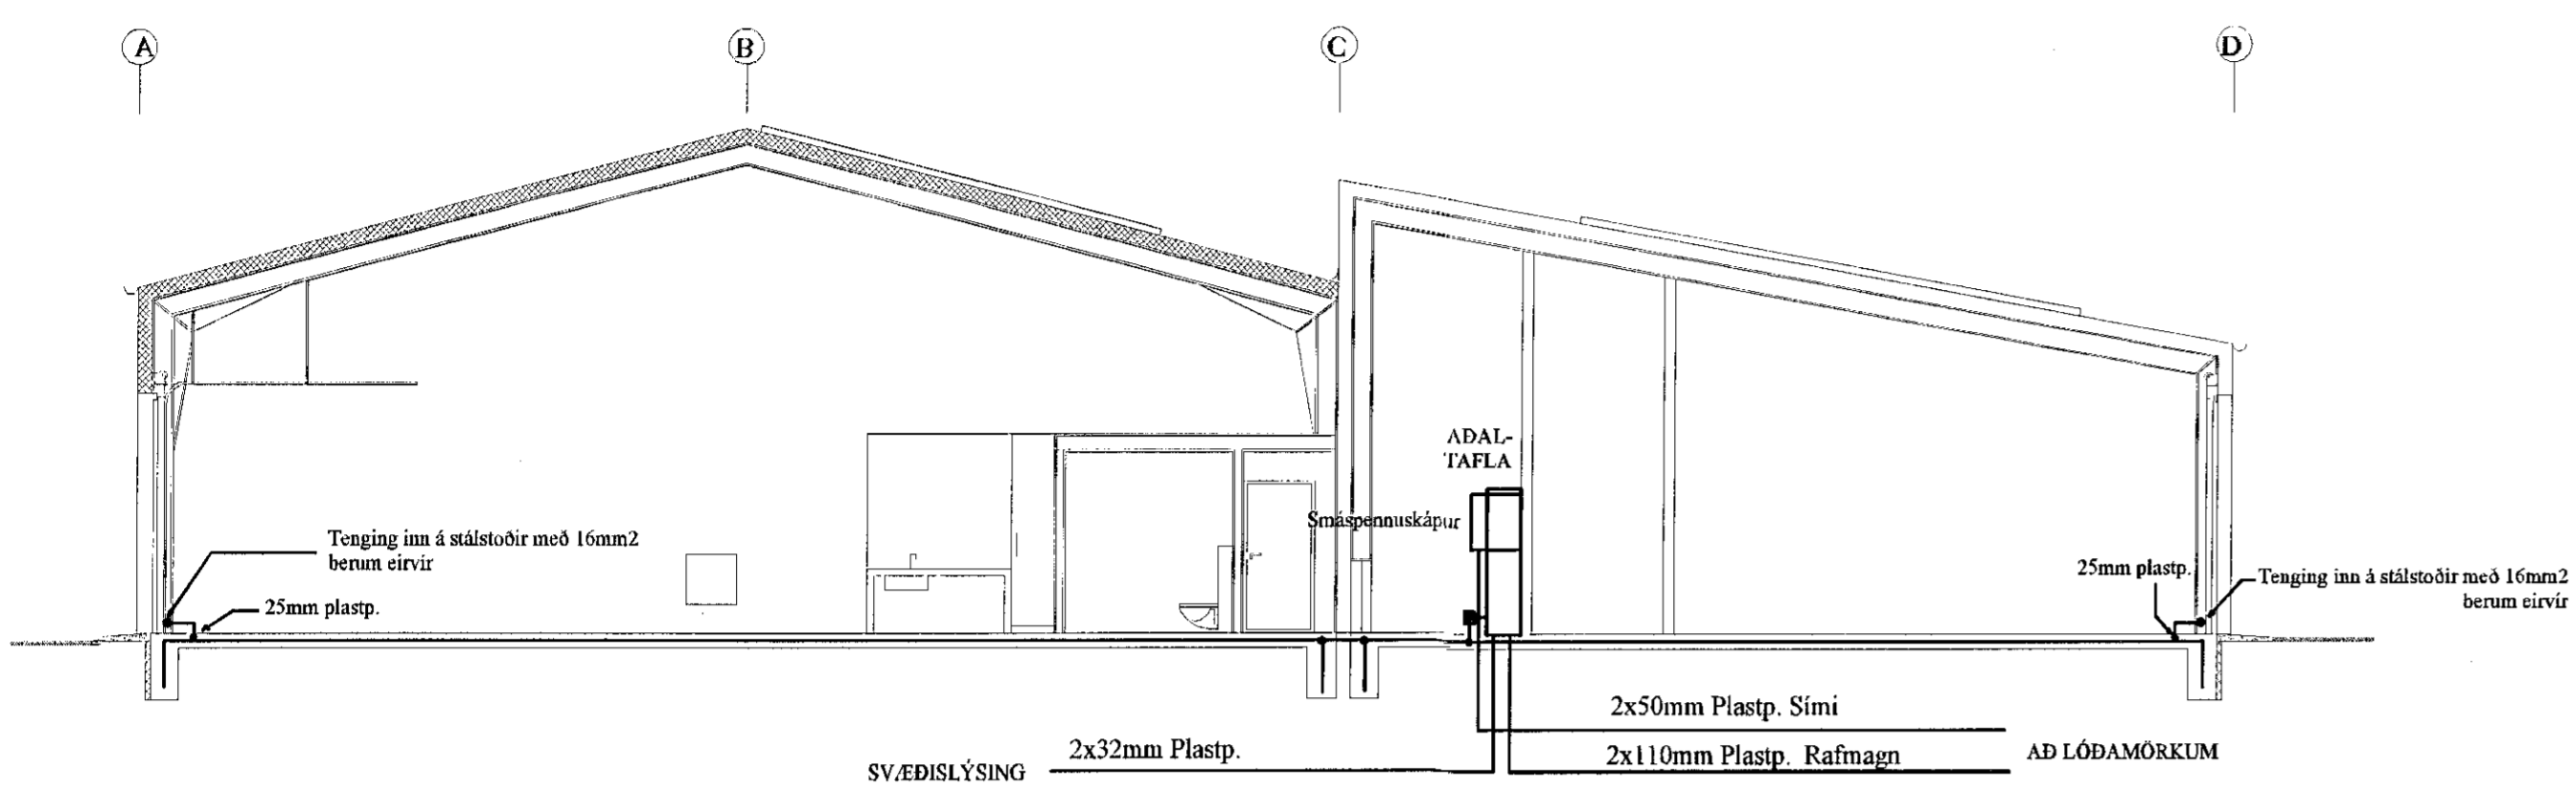 A
B
C
D
AÐAL-
TAFLA
Smáspennuskápur
Tenging inn á stálstoðir með 16mm2
berum eirvír
25mm plastp.
25mm plastp.
Tenging inn á stálstoðir með 16mm2
berum eirvír
2x50mm Plastp. Sími
2x32mm Plastp.
2x110mm Plastp. Rafmagn
AÐ LÓÐAMÖRKUM
SVÆÐISLÝSING